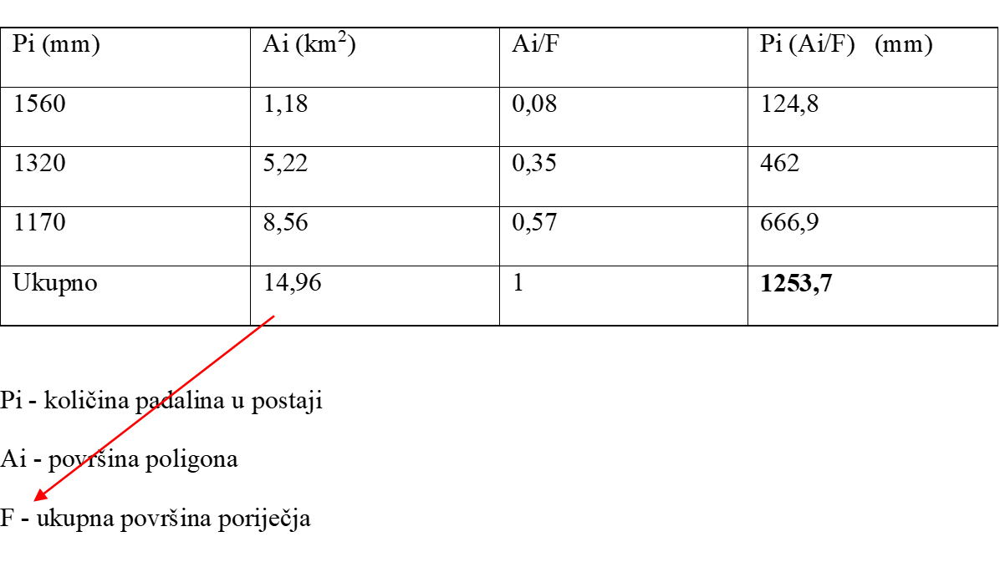 Pi (mm) Ai (km²) Ai/F Pi (Ai/F) (mm)
1560 1,18 0,08 124,8
1320 5,22 0,35 462
1170 8,56 0,57 666,9
Ukupno 14,96 1 1253,7
Pi - količina padalina u postaji
Ai - površina poligona
F - ukupna površina poriječja